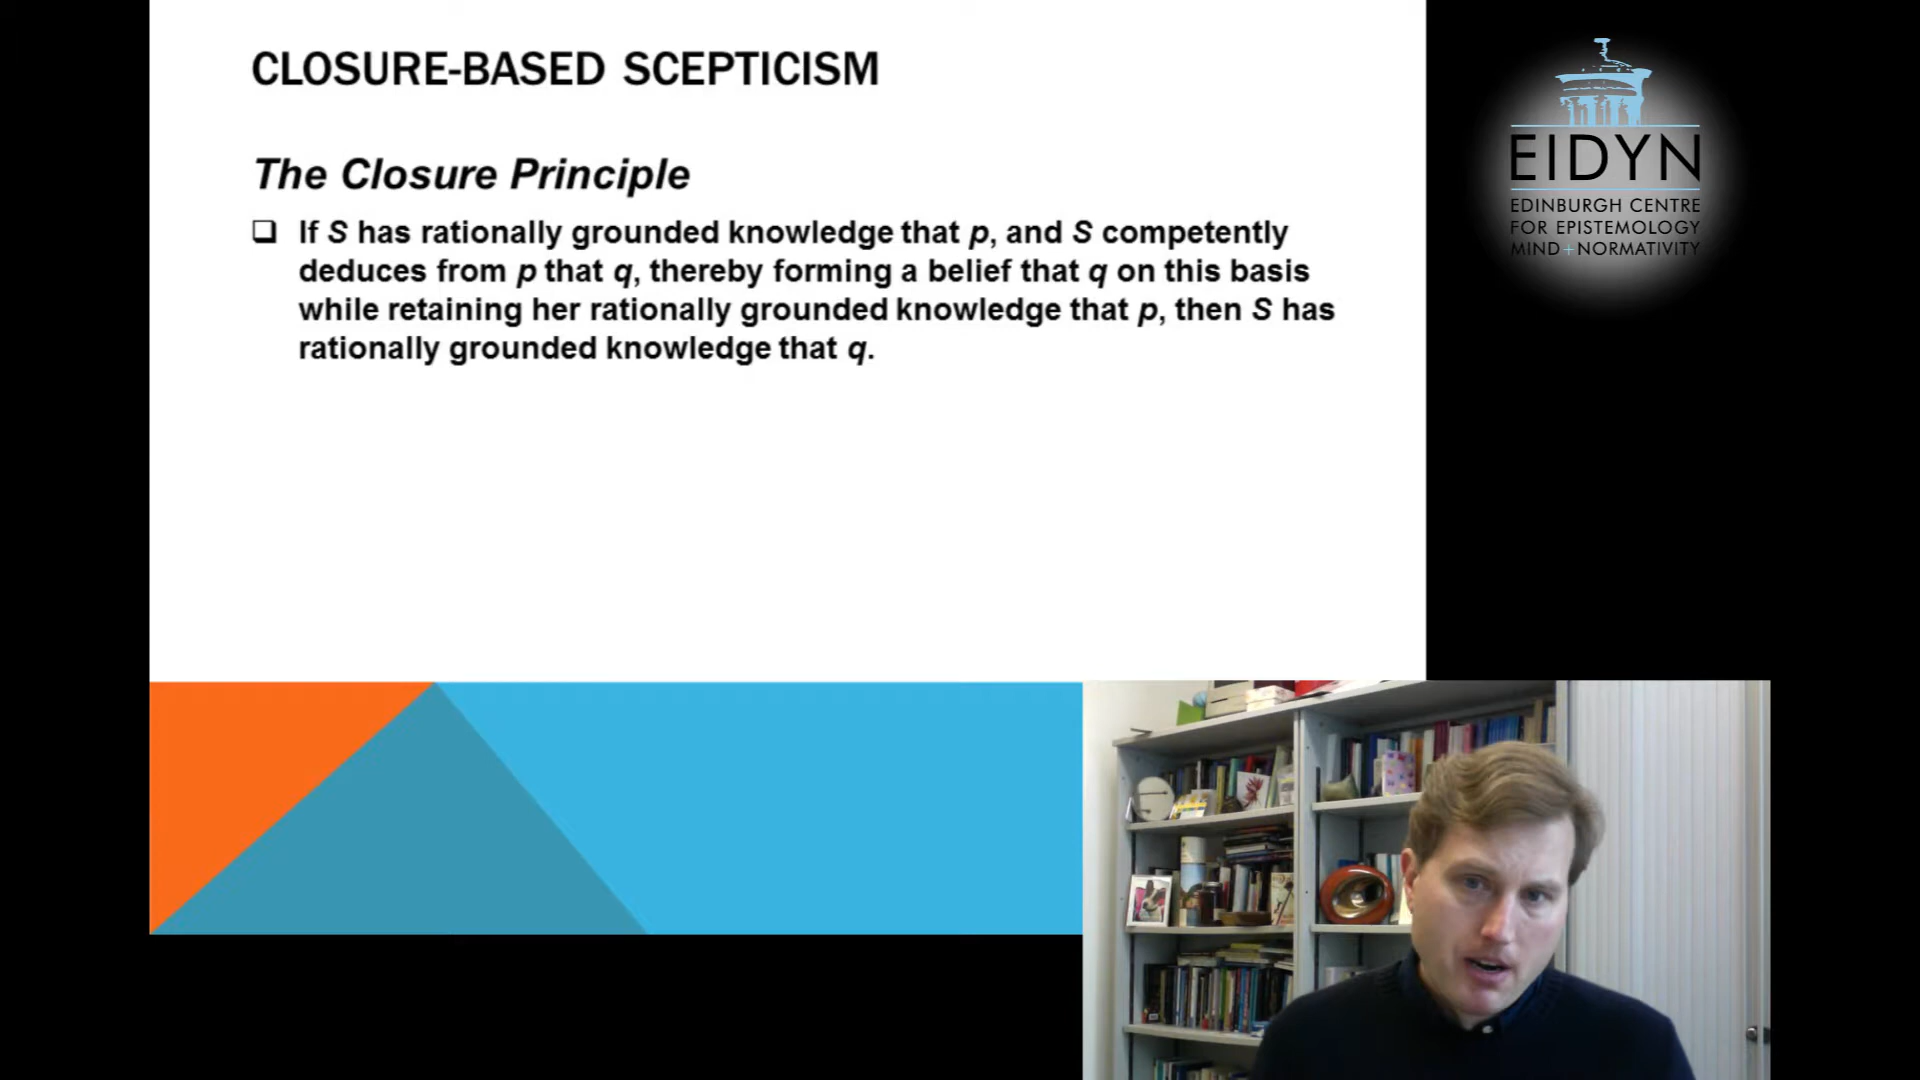 CLOSURE-BASED SCEPTICISM
The Closure Principle
If S has rationally grounded knowledge that p, and S competently
deduces from p that q, thereby forming a belief that q on this basis
while retaining her rationally grounded knowledge that p, then S has
rationally grounded knowledge that q.
EIDYN
EDINBURGH CENTRE
FOR EPISTEMOLOGY
MIND+NORMATIVITY